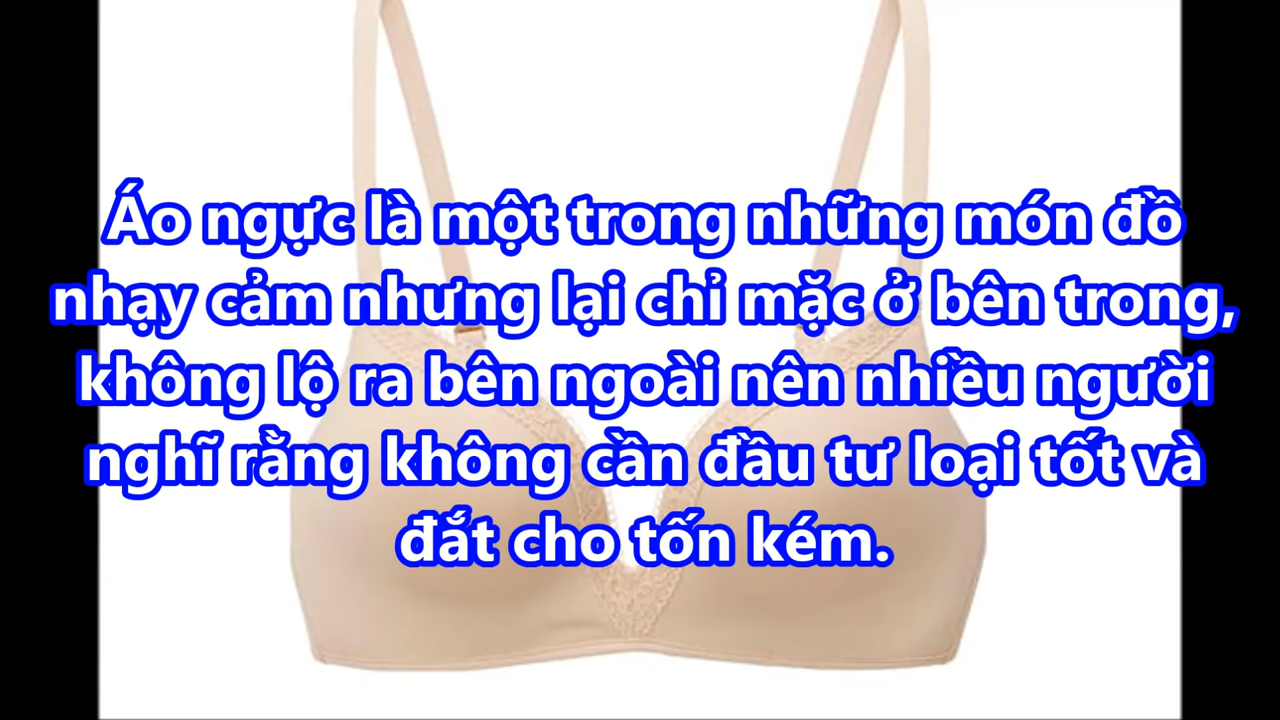 Áo ngực là một trong những món đồ
nhạy cảm nhưng lại chỉ mặc ở bên trong,
không lộ ra bên ngoài nên nhiều người
nghĩ rằng không cần đầu tư loại tốt và
đắt cho tốn kém.